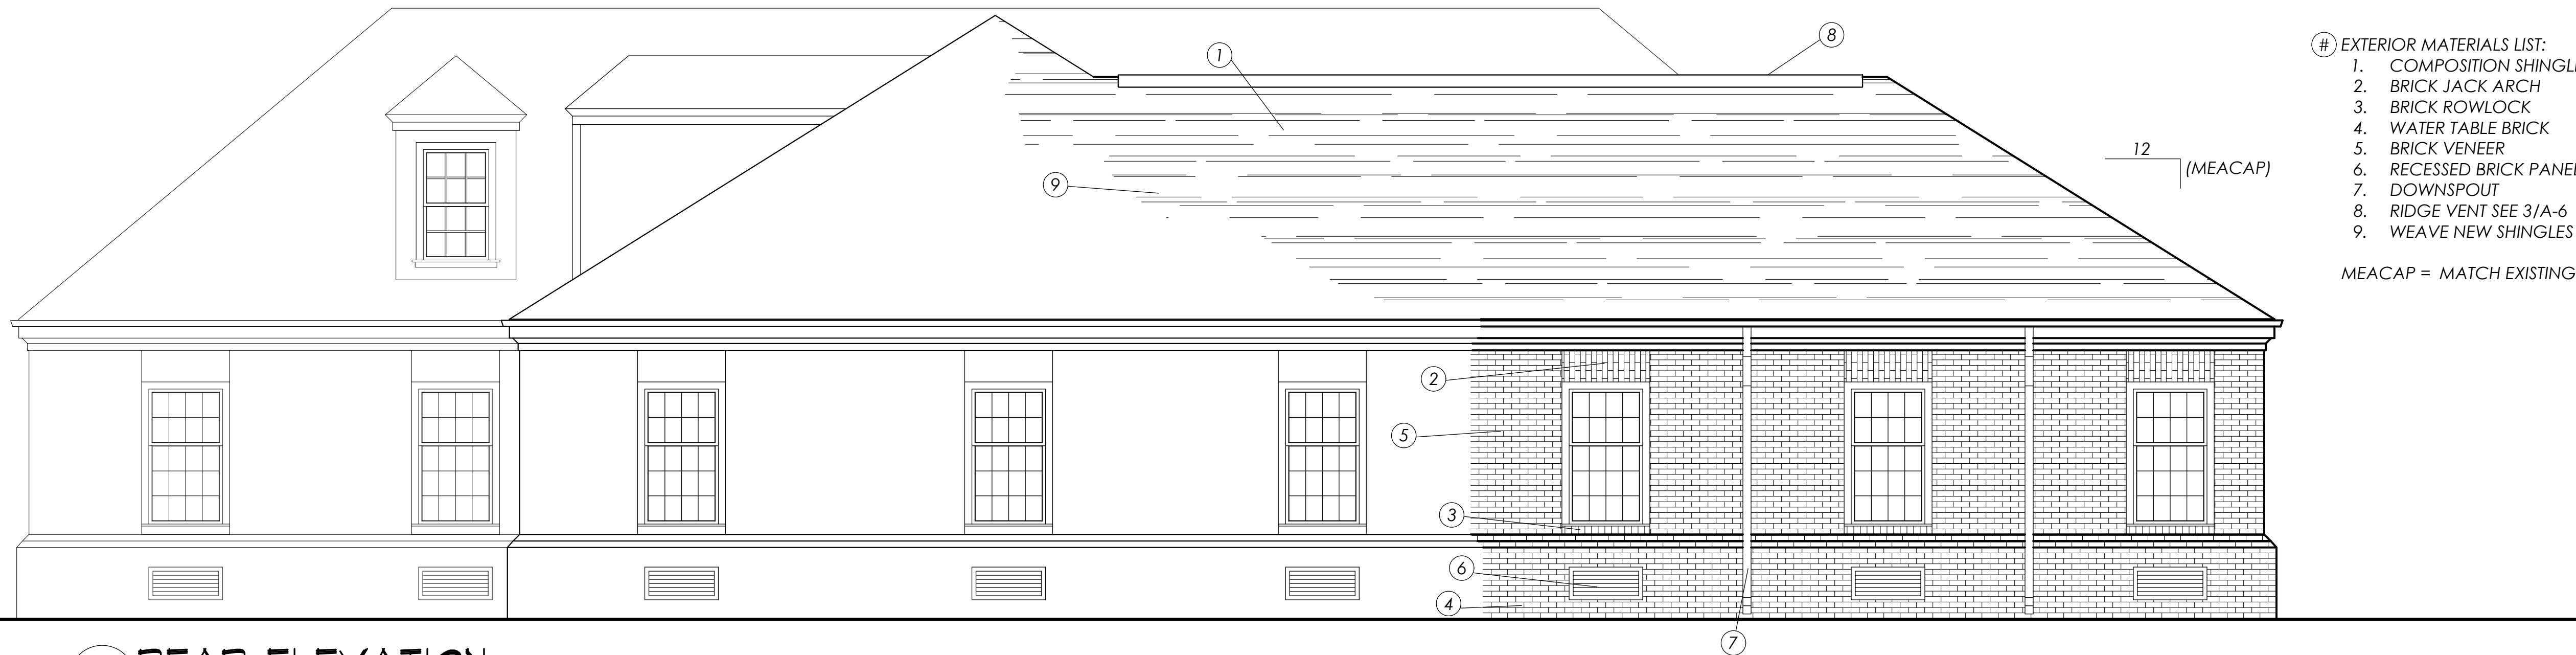 # EXTERIOR MATERIALS LIST:
1. COMPOSITION
2. BRICK JACK ARCH
3. BRICK ROWLOCK
4. WATER TABLE BRICK
5. BRICK VENEER
6. RECESSED BRICK
7. DOWNSPOUT
8. RIDGE VENT SEE 3/A-6
9. WEAVE NEW SHINGLES
MEACAP = MATCH EXISTING
1
8
9
12
(MEACAP)
2
5
3
6
4
7
REAR ELEVATION